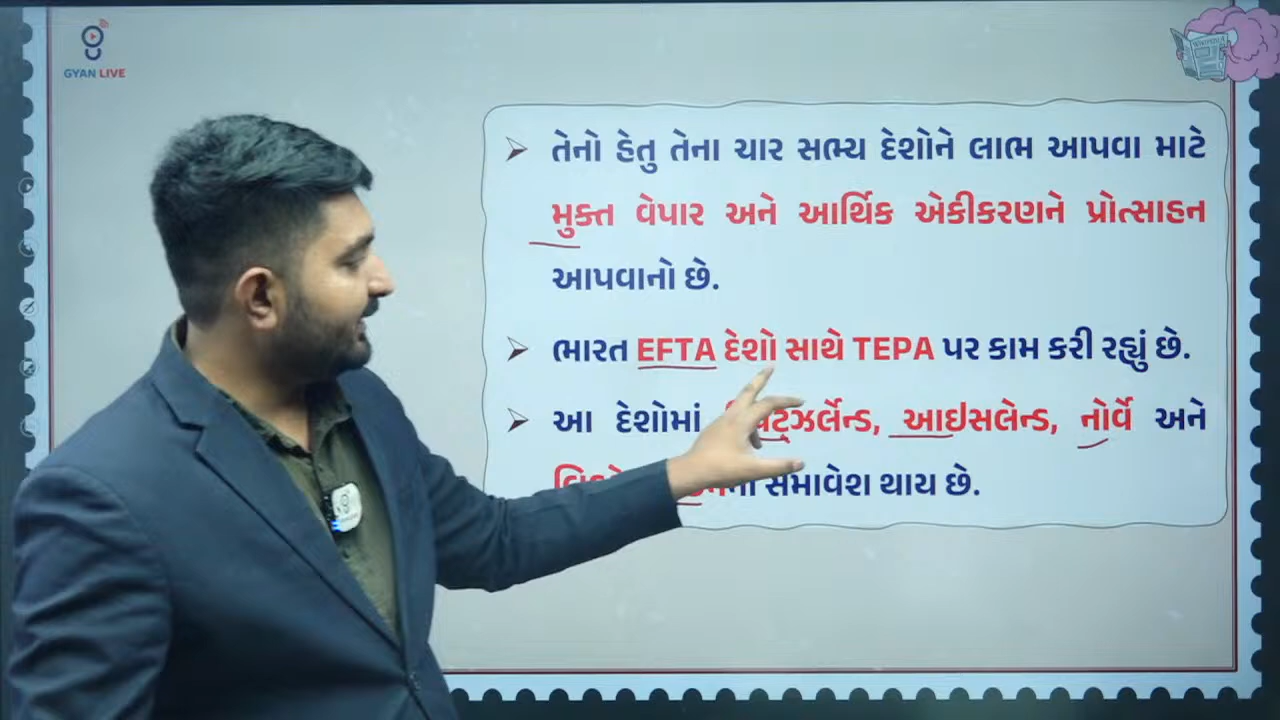 GYAN LIVE
WIKIPEDIA
તેનો હેતુ તેના ચાર સભ્ય દેશોને લાભ આપવા માટે
મુક્ત વેપાર અને આર્થિક એકીકરણને પ્રોત્સાહન
આપવાનો છે.
ભારત EFTA દેશો સાથે TEPA પર કામ કરી રહ્યું છે.
આ દેશોમાં આઇસલેન્ડ, નોર્વે અને
સમાવેશ થાય છે.